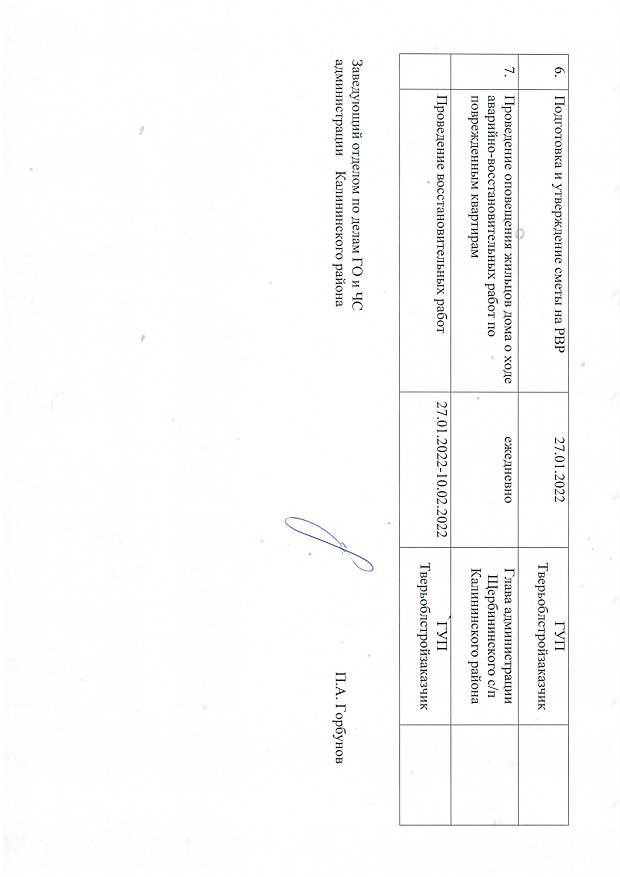 6. Подготовка и утверждение сметы на РВР 27.01.2022 ГУП
Тверьоблстройзаказчик
7. Проведение оповещения жильцов дома о ходе ежедневно Глава администрации
аварийно-восстановительных работ по Щербининского с/п
поврежденным квартирам Калининского района
Проведение восстановительных работ 27.01.2022-10.02.2022 ГУП
Тверьоблстройзаказчик
Заведующий отделом по делам ГО и ЧС
администрации Калининского района П.А. Горбунов